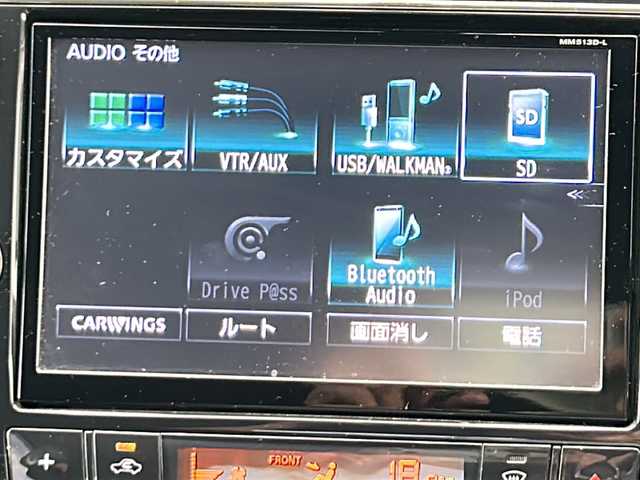 MM513D-L
AUDIO その他
カスタマイズ
VTR/AUX
USB/WALKMAN®
SD
SD
Drive P@ss
Bluetooth
Audio
iPod
CARWINGS
ルート
画面消し
電話
FRONT